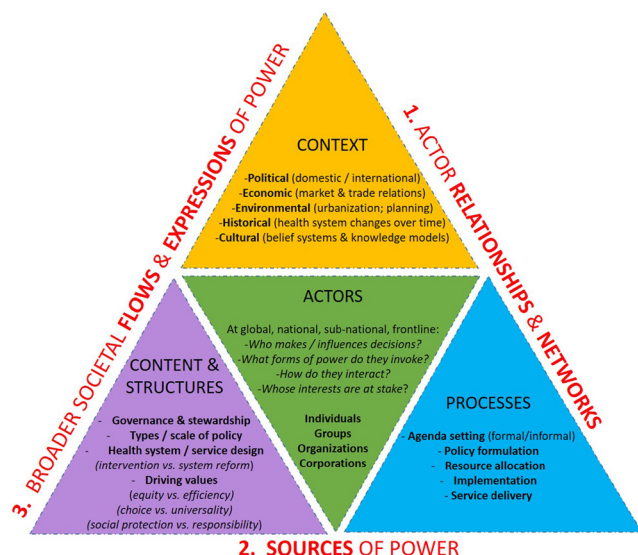 CONTEXT
-Political (domestic / international)
-Economic (market & trade relations)
-Environmental (urbanization; planning)
-Historical (health system changes over time)
-Cultural (belief systems & knowledge models)
1. ACTOR RELATIONSHIPS & NETWORKS
ACTORS
At global, national, sub-national, frontline:
-Who makes / influences decisions?
-What forms of power do they invoke?
-How do they interact?
-Whose interests are at stake?
Individuals
Groups
Organizations
Corporations
CONTENT &
STRUCTURES
- Governance & stewardship
- Types / scale of policy
- Health system / service design
(intervention vs. system reform)
- Driving values
(equity vs. efficiency)
(choice vs. universality)
(social protection vs. responsibility)
PROCESSES
- Agenda setting (formal/informal)
- Policy formulation
- Resource allocation
- Implementation
- Service delivery
2. SOURCES OF POWER
3. BROADER SOCIETAL FLOWS & EXPRESSIONS OF POWER